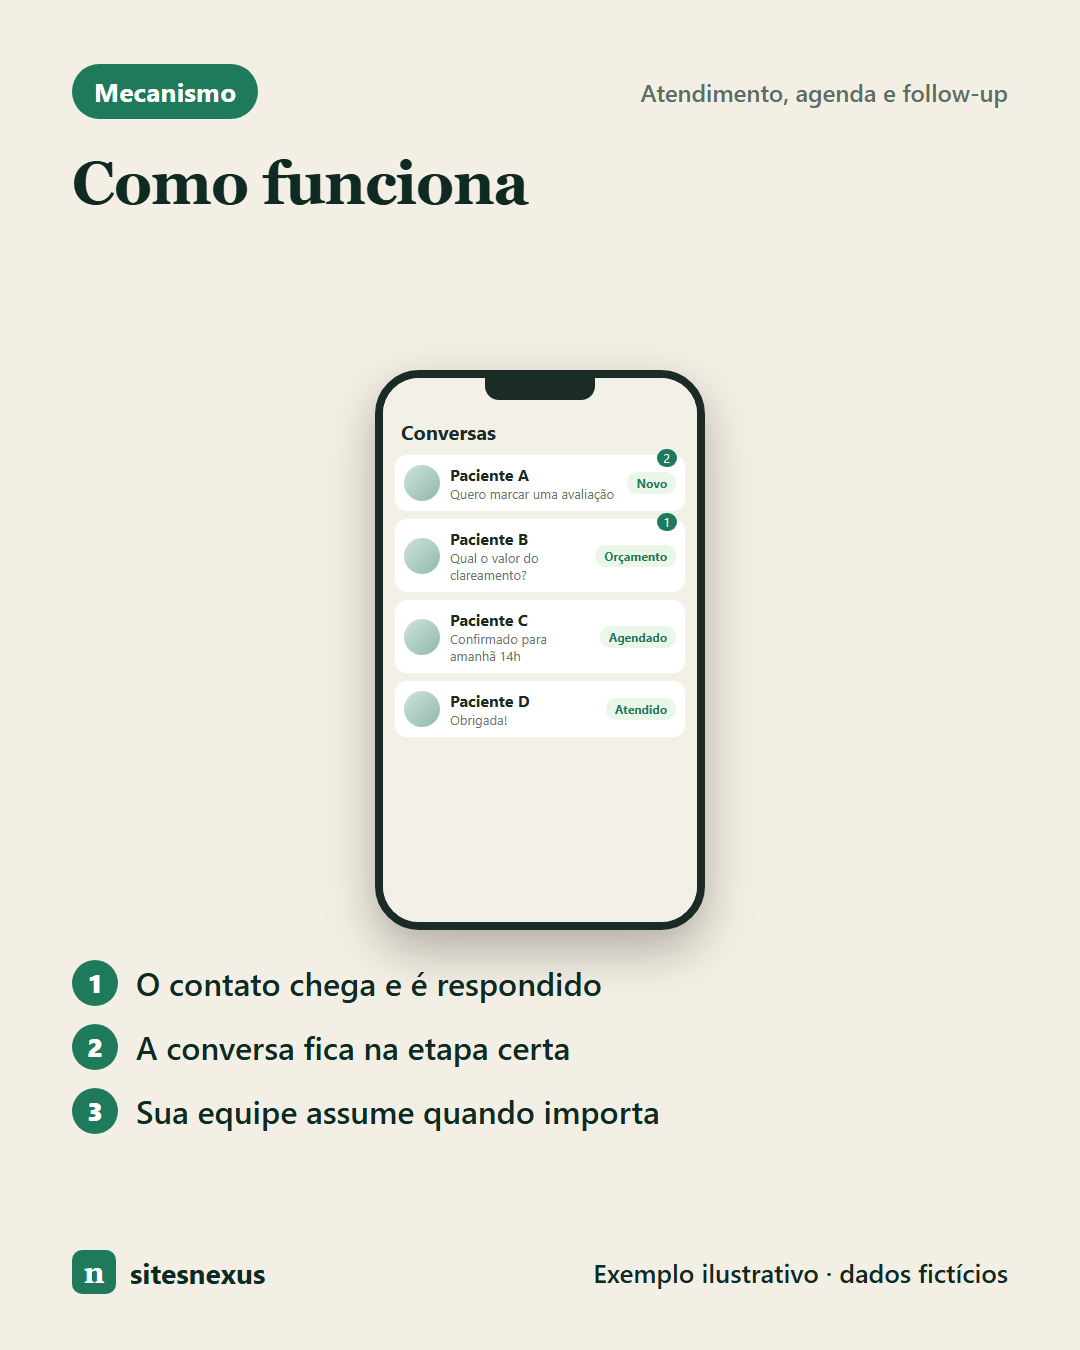 Mecanismo
Atendimento, agenda e follow-up
Como funciona
Conversas
2
Paciente A
Quero marcar uma avaliação
Novo
1
Paciente B
Qual o valor do
clareamento?
Orçamento
Paciente C
Confirmado para
amanhã 14h
Agendado
Paciente D
Obrigada!
Atendido
1 O contato chega e é respondido
2 A conversa fica na etapa certa
3 Sua equipe assume quando importa
n sitesnexus
Exemplo ilustrativo · dados fictícios